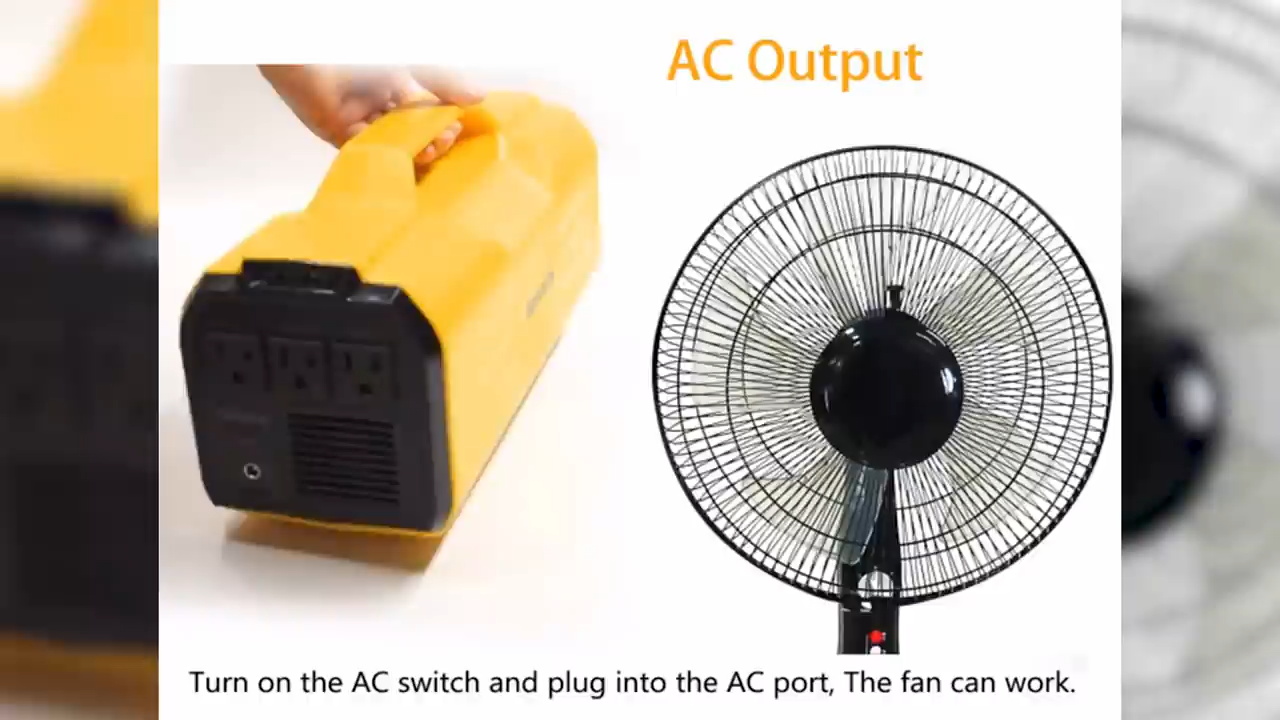 AC Output
Turn on the AC switch and plug into the AC port, The fan can work.